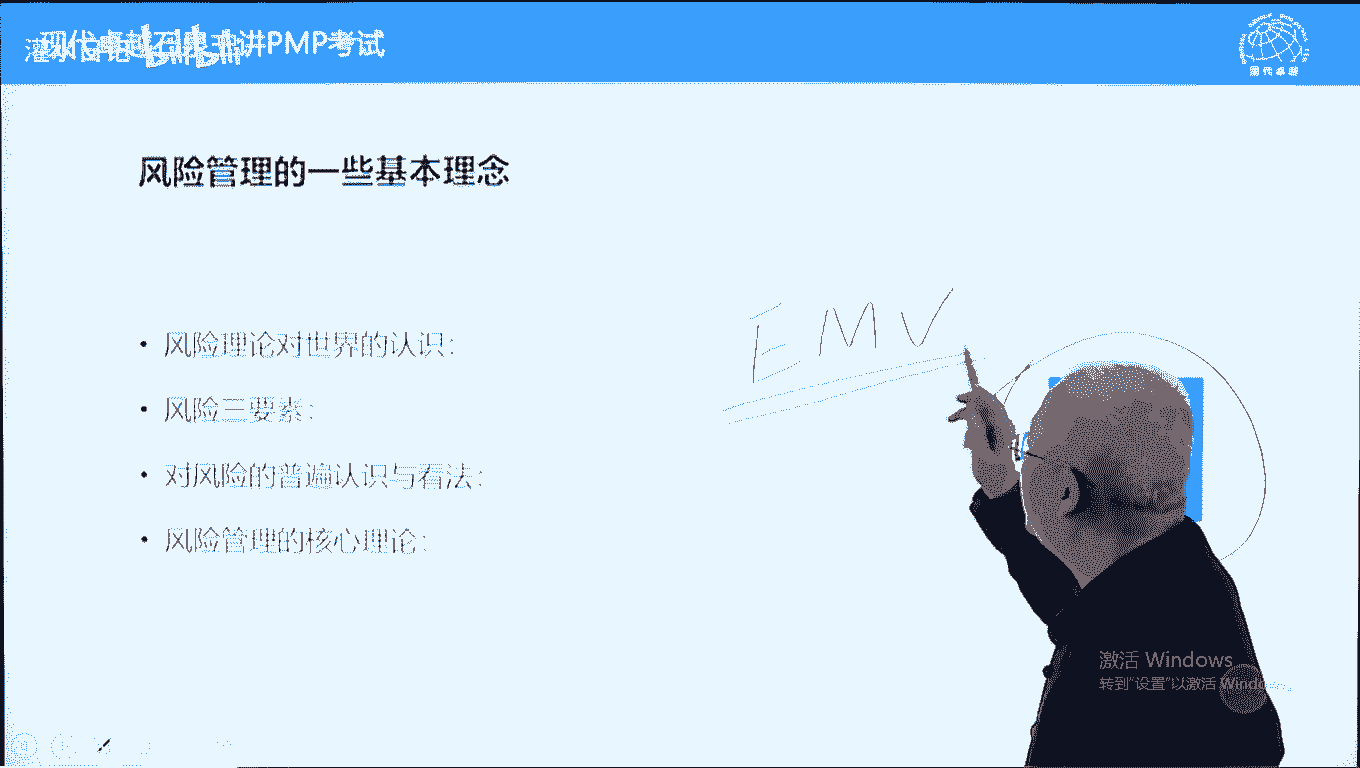 讲PMP考试
bilibili
现代卓越
风险管理的一些基本理念
• 风险理论对世界的认识：
• 风险三要素：
• 对风险的普遍认识与看法：
• 风险管理的核心理论：
EMV
激活 Windows
转到"设置"以激活 Windows